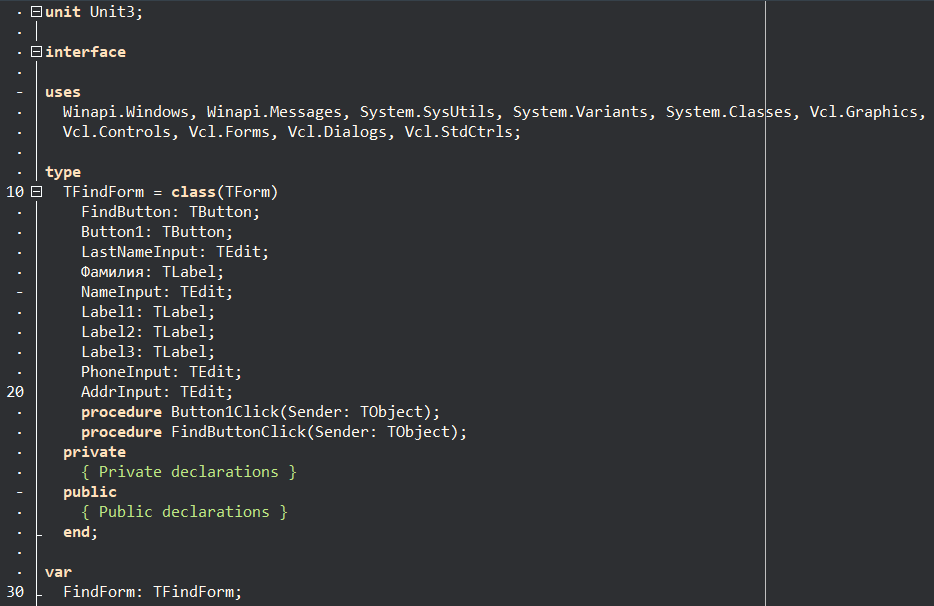 unit Unit3;
interface
uses
Winapi.Windows, Winapi.Messages, System.SysUtils, System.Variants, System.Classes, Vcl.Graphics,
Vcl.Controls, Vcl.Forms, Vcl.Dialogs, Vcl.StdCtrls;
type
10 TFindForm = class(TForm)
FindButton: TButton;
Button1: TButton;
LastNameInput: TEdit;
Фамилия: TLabel;
NameInput: TEdit;
Label1: TLabel;
Label2: TLabel;
Label3: TLabel;
PhoneInput: TEdit;
20 AddrInput: TEdit;
procedure Button1Click(Sender: TObject);
procedure FindButtonClick(Sender: TObject);
private
{ Private declarations }
public
{ Public declarations }
end;
var
30 FindForm: TFindForm;